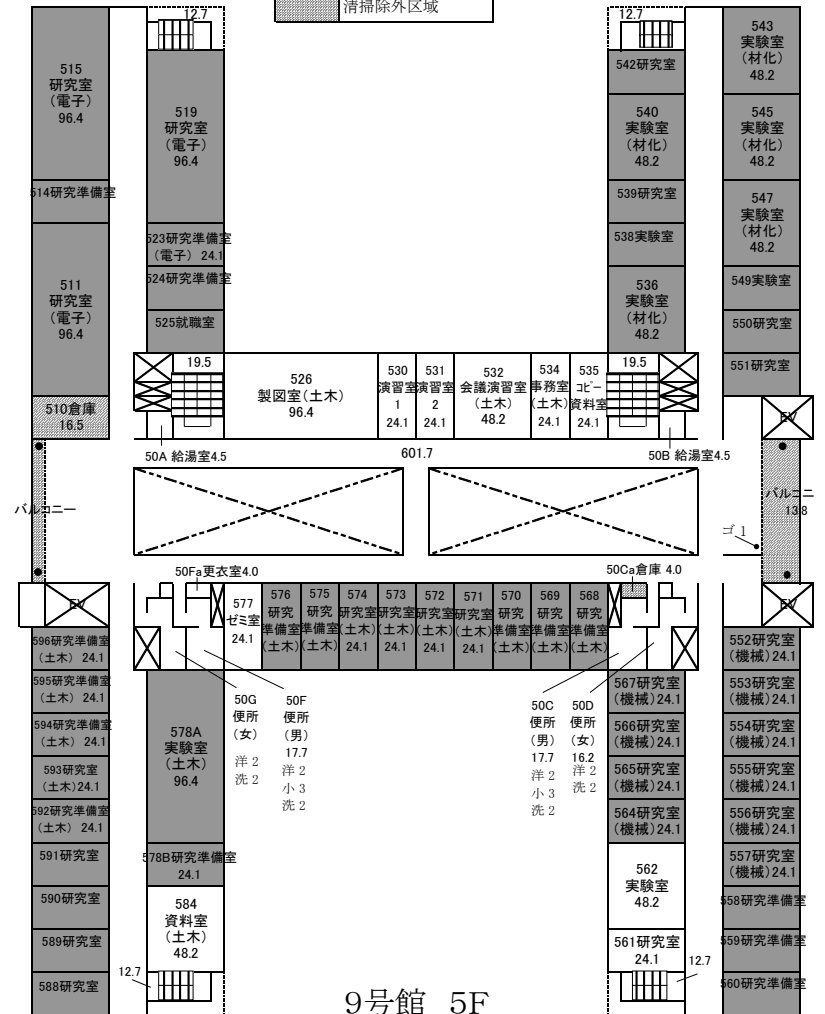 清掃除外区域
12.7
12.7
515
研究室
(電子)
96.4
514研究準備室
511
研究室
(電子)
96.4
510倉庫
16.5
519
研究室
(電子)
96.4
523研究準備室
(電子) 24.1
524研究準備室
525就職室
542研究室
540
実験室
(材化)
48.2
539研究室
538実験室
536
実験室
(材化)
48.2
543
実験室
(材化)
48.2
545
実験室
(材化)
48.2
547
実験室
(材化)
48.2
549実験室
550研究室
551研究室
19.5
526
製図室(土木)
96.4
530
演習室
1
24.1
531
演習室
2
24.1
532
会議演習室
(土木)
48.2
534
事務室
(土木)
24.1
535
コピー
資料室
24.1
19.5
EV
50A 給湯室4.5
601.7
50B 給湯室4.5
バルコニー
バルコニ
13.8
ゴ1
50Fa更衣室4.0
50Ca倉庫 4.0
EV
EV
577
ゼミ室
24.1
576
研究
準備室
(土木)
575
研究
準備室
(土木)
574
研究室
(土木)
24.1
573
研究室
(土木)
24.1
572
研究室
(土木)
24.1
571
研究室
(土木)
24.1
570
研究
準備室
(土木)
569
研究
準備室
(土木)
568
研究
準備室
(土木)
596研究準備室
(土木) 24.1
595研究準備室
(土木) 24.1
594研究準備室
(土木) 24.1
593研究室
(土木)24.1
592研究準備室
(土木) 24.1
591研究室
590研究室
589研究室
588研究室
578A
実験室
(土木)
96.4
578B研究準備室
24.1
584
資料室
(土木)
48.2
12.7
50G
便所
(女)
洋2
洗2
50F
便所
(男)
17.7
洋2
小3
洗2
50C
便所
(男)
17.7
洋2
小3
洗2
50D
便所
(女)
16.2
洋2
洗2
567研究室
(機械)24.1
566研究室
(機械)24.1
565研究室
(機械)24.1
564研究室
(機械)24.1
562
実験室
48.2
561研究室
24.1
12.7
552研究室
(機械)24.1
553研究室
(機械)24.1
554研究室
(機械)24.1
555研究室
(機械)24.1
556研究室
(機械)24.1
557研究室
(機械)24.1
558研究準備室
559研究準備室
560研究準備室
9号館 5F